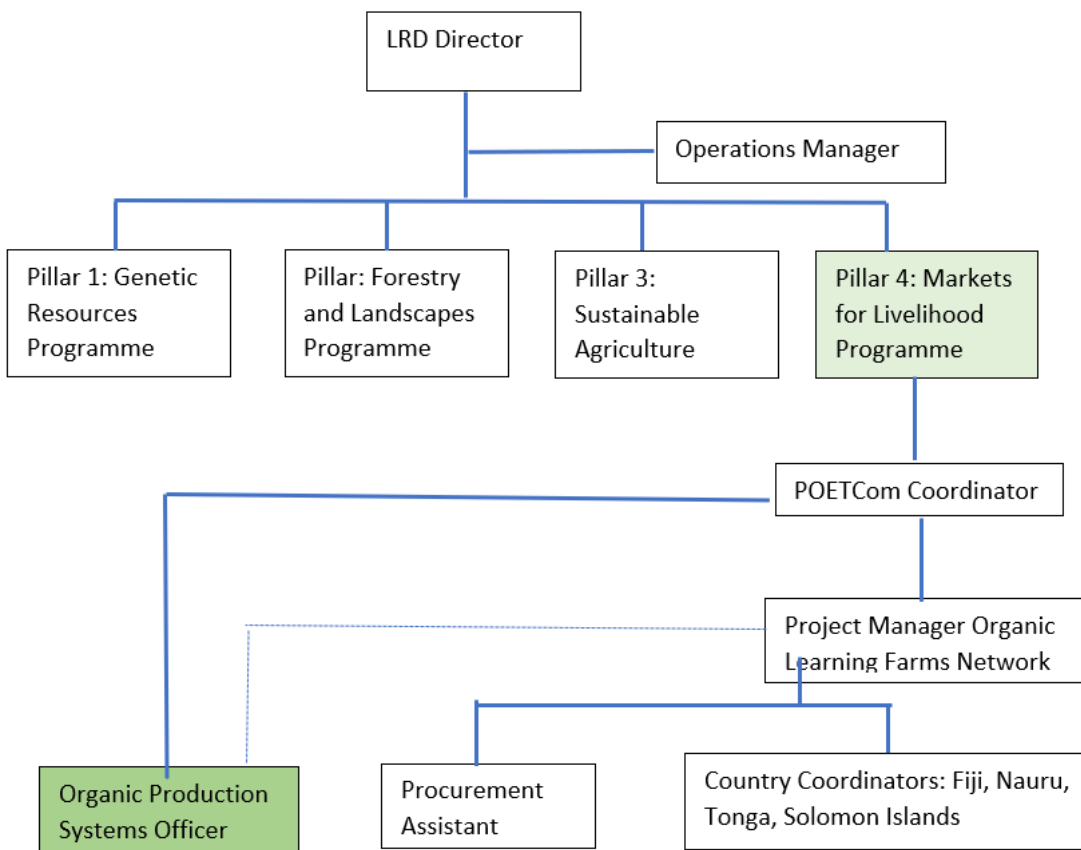 LRD Director
Operations Manager
Pillar 1: Genetic
Resources
Programme
Pillar: Forestry
and Landscapes
Programme
Pillar 3:
Sustainable
Agriculture
Pillar 4: Markets
for Livelihood
Programme
POETCom Coordinator
Project Manager Organic
Learning Farms Network
Organic Production
Systems Officer
Procurement
Assistant
Country Coordinators: Fiji, Nauru,
Tonga, Solomon Islands